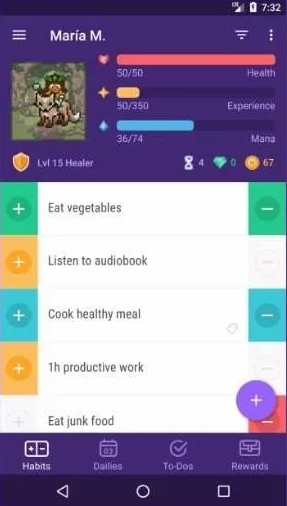 7:32
María M.
50/50 Health
50/350 Experience
36/74 Mana
Lvl 15 Healer 4 0 67
Eat vegetables
Listen to audiobook
Cook healthy meal
1h productive work
Eat junk food
Habits Dailies To-Dos Rewards